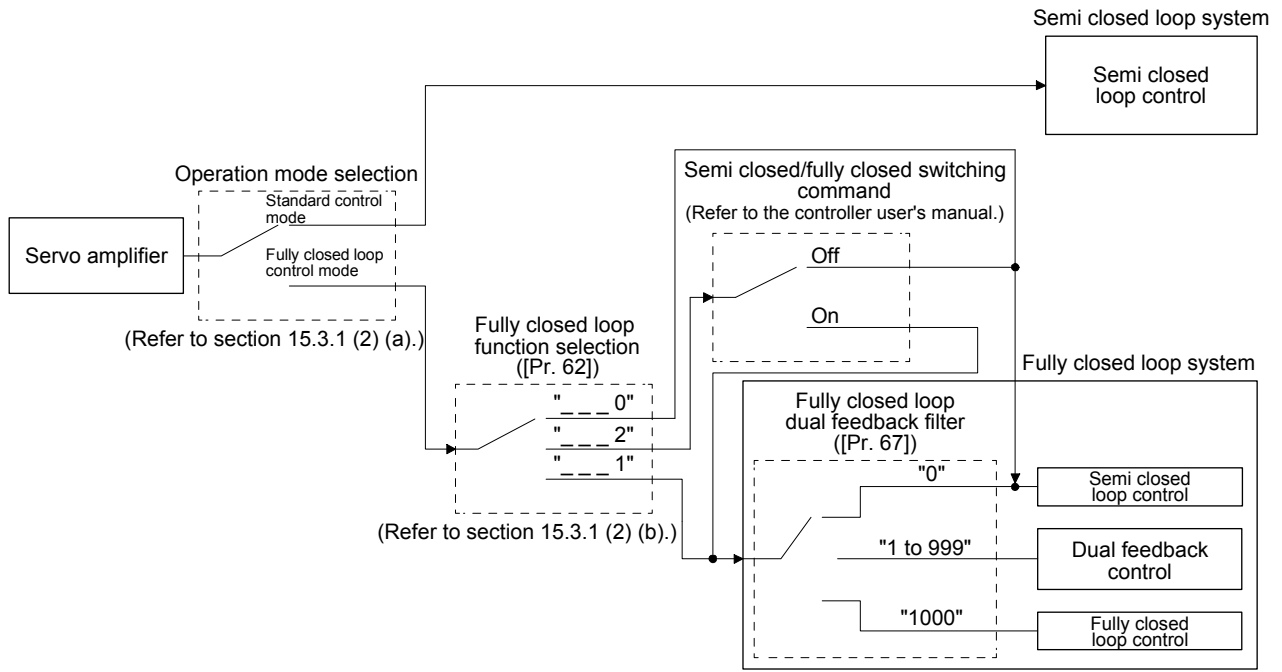 Semi closed loop system
Semi closed
loop control
Operation mode selection
Standard control
mode
Servo amplifier
Fully closed loop
control mode
(Refer to section 15.3.1 (2) (a).)
Semi closed/fully closed switching
command
(Refer to the controller user's manual.)
Off
On
Fully closed loop
function selection
([Pr. 62])
"_ _ _ 0"
"_ _ _ 2"
"_ _ _ 1"
(Refer to section 15.3.1 (2) (b).)
Fully closed loop system
Fully closed loop
dual feedback filter
([Pr. 67])
"0"
Semi closed
loop control
"1 to 999"
Dual feedback
control
"1000"
Fully closed
loop control